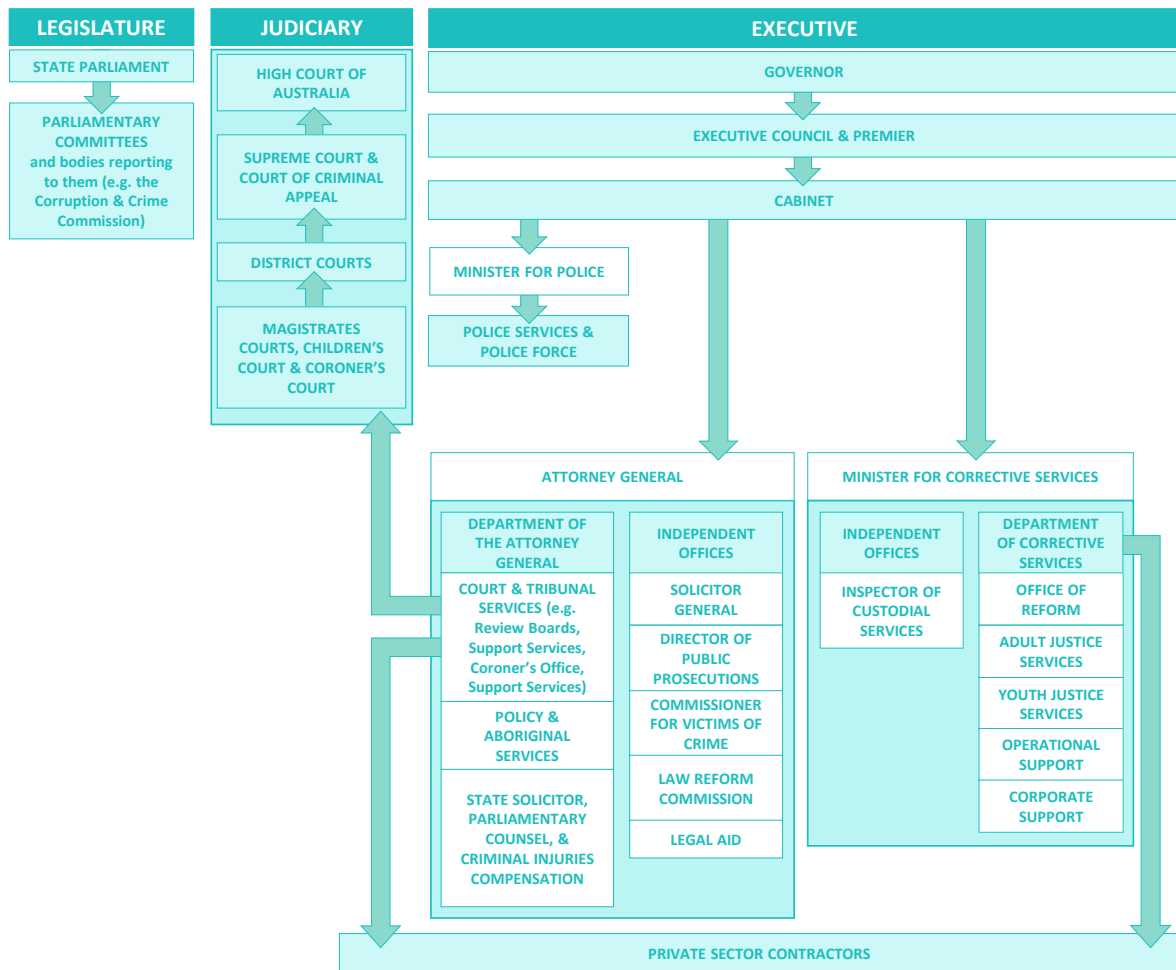 LEGISLATURE
STATE PARLIAMENT
PARLIAMENTARY
COMMITTEES
and bodies reporting
to them (e.g. the
Corruption & Crime
Commission)
JUDICIARY
HIGH COURT OF
AUSTRALIA
SUPREME COURT &
COURT OF CRIMINAL
APPEAL
DISTRICT COURTS
MAGISTRATES
COURTS, CHILDREN'S
COURT & CORONER'S
COURT
EXECUTIVE
GOVERNOR
EXECUTIVE COUNCIL & PREMIER
CABINET
MINISTER FOR POLICE
POLICE SERVICES &
POLICE FORCE
ATTORNEY GENERAL
DEPARTMENT OF
THE ATTORNEY
GENERAL
COURT & TRIBUNAL
SERVICES (e.g.
Review Boards,
Support Services,
Coroner's Office,
Support Services)
POLICY &
ABORIGINAL
SERVICES
STATE SOLICITOR,
PARLIAMENTARY
COUNSEL, &
CRIMINAL INJURIES
COMPENSATION
INDEPENDENT
OFFICES
SOLICITOR
GENERAL
DIRECTOR OF
PUBLIC
PROSECUTIONS
COMMISSIONER
FOR VICTIMS OF
CRIME
LAW REFORM
COMMISSION
LEGAL AID
MINISTER FOR CORRECTIVE SERVICES
INDEPENDENT
OFFICES
INSPECTOR OF
CUSTODIAL
SERVICES
DEPARTMENT
OF CORRECTIVE
SERVICES
OFFICE OF
REFORM
ADULT JUSTICE
SERVICES
YOUTH JUSTICE
SERVICES
OPERATIONAL
SUPPORT
CORPORATE
SUPPORT
PRIVATE SECTOR CONTRACTORS